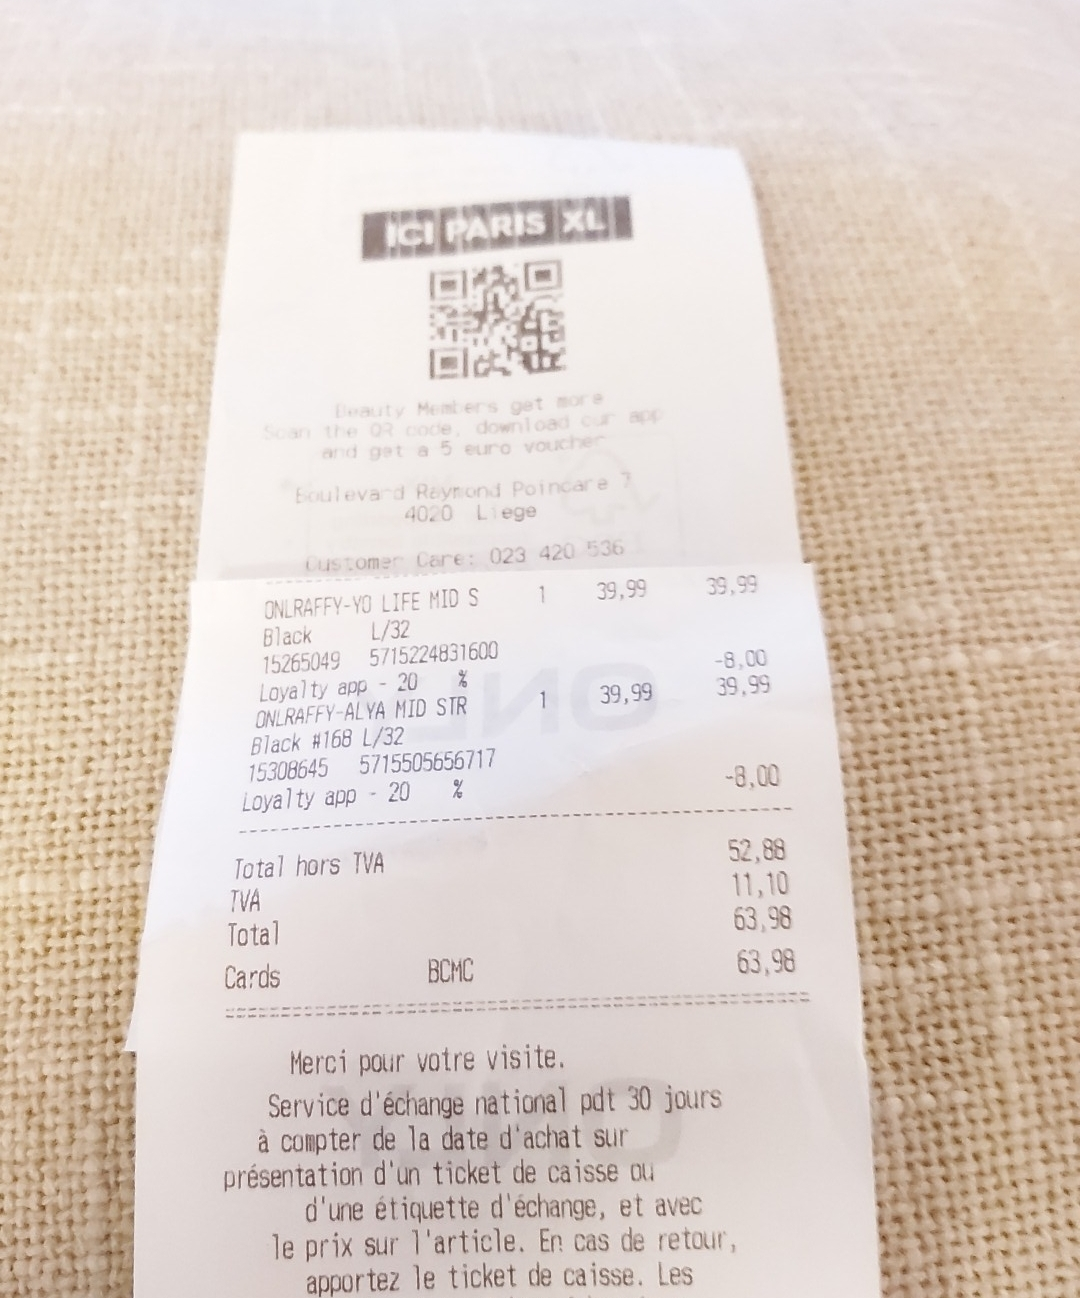 ICI PARIS XL
Beauty Members get more
Scan the QR code, download our app
and get a 5 euro voucher
Boulevard Raymond Poincare 7
4020 Liege
Customer Care: 023 420 536
ONLRAFFY-YO LIFE MID S 1 39,99 39,99
Black L/32
15265049 5715224831600
Loyalty app - 20 % -8,00
ONLRAFFY-ALYA MID STR 1 39,99 39,99
Black #168 L/32
15308645 5715505656717
Loyalty app - 20 % -8,00
Total hors TVA 52,88
TVA 11,10
Total 63,98
Cards BCMC 63,98
Merci pour votre visite.
Service d'échange national pdt 30 jours
à compter de la date d'achat sur
présentation d'un ticket de caisse ou
d'une étiquette d'échange, et avec
le prix sur l'article. En cas de retour,
apportez le ticket de caisse. Les